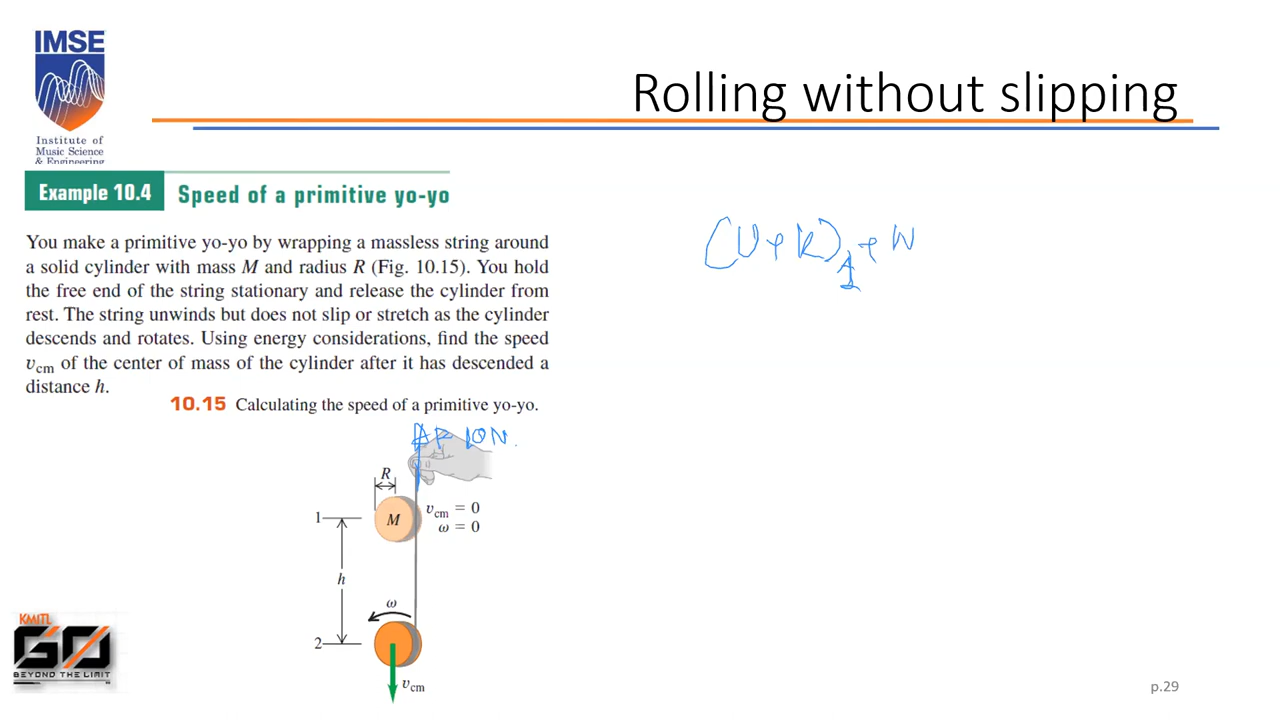 IMSE
Institute of
Music Science
& Engineering
Rolling without slipping
Example 10.4 Speed of a primitive yo-yo
You make a primitive yo-yo by wrapping a massless string around
a solid cylinder with mass M and radius R (Fig. 10.15). You hold
the free end of the string stationary and release the cylinder from
rest. The string unwinds but does not slip or stretch as the cylinder
descends and rotates. Using energy considerations, find the speed
υcm of the center of mass of the cylinder after it has descended a
distance h.
(U+K)
+ W
10.15 Calculating the speed of a primitive yo-yo.
10N.
R
1
M
υcm = 0
ω = 0
h
ω
2
υcm
KMITL
GO
BEYOND THE LIMIT
p.29